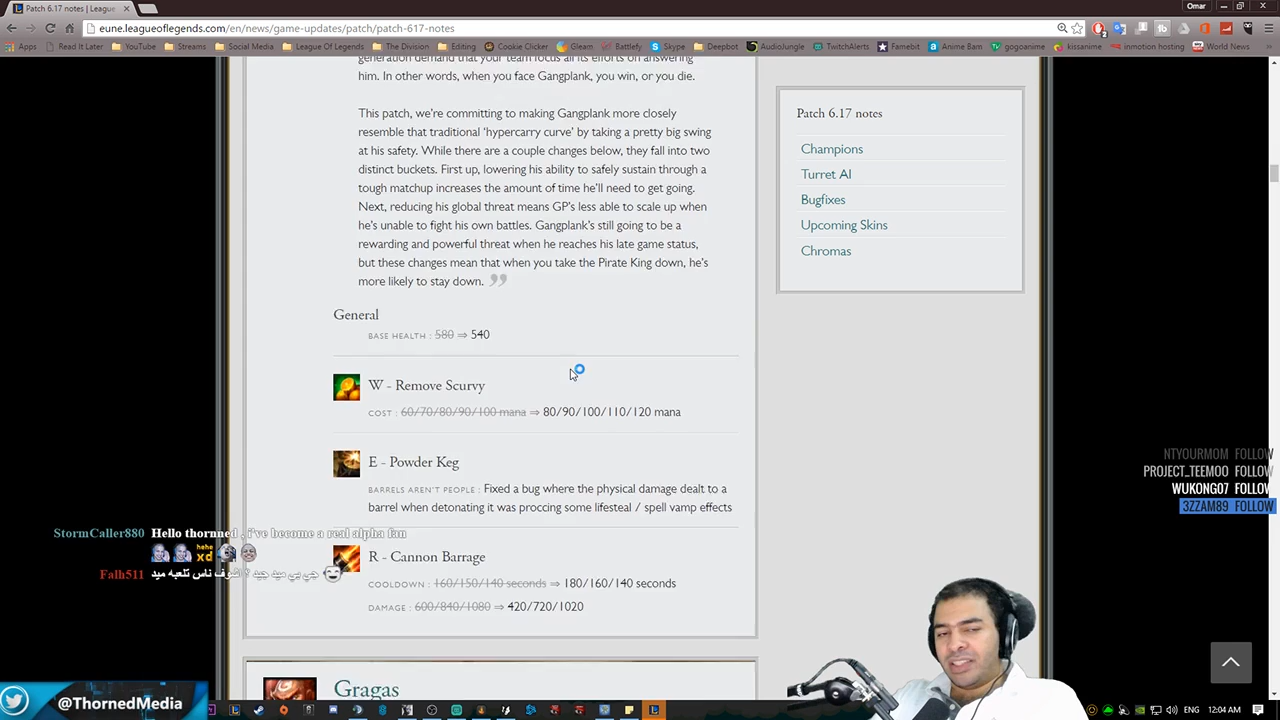 Patch 6.17 notes | League
Omar
eune.leagueoflegends.com/en/news/game-updates/patch/patch-617-notes
Apps Read It Later YouTube Streams Social Media League Of Legends The Division Editing Cookie Clicker Gleam Battlefy Skype Deepbot AudioJungle TwitchAlerts Famebit Anime Bam gogoanime kissanime inmotion hosting World News
generation demand that your team focus all its efforts on answering
him. In other words, when you face Gangplank, you win, or you die.
This patch, we're committing to making Gangplank more closely
resemble that traditional 'hypercarry curve' by taking a pretty big swing
at his safety. While there are a couple changes below, they fall into two
distinct buckets. First up, lowering his ability to safely sustain through a
tough matchup increases the amount of time he'll need to get going.
Next, reducing his global threat means GP's less able to scale up when
he's unable to fight his own battles. Gangplank's still going to be a
rewarding and powerful threat when he reaches his late game status,
but these changes mean that when you take the Pirate King down, he's
more likely to stay down.
General
BASE HEALTH : 580 ⇒ 540
W - Remove Scurvy
COST : 60/70/80/90/100 mana ⇒ 80/90/100/110/120 mana
E - Powder Keg
BARRELS AREN'T PEOPLE : Fixed a bug where the physical damage dealt to a
barrel when detonating it was proccing some lifesteal / spell vamp effects
R - Cannon Barrage
COOLDOWN : 160/150/140 seconds ⇒ 180/160/140 seconds
DAMAGE : 600/840/1080 ⇒ 420/720/1020
Gragas
Patch 6.17 notes
Champions
Turret AI
Bugfixes
Upcoming Skins
Chromas
NTYOURMOM FOLLOW
PROJECT_TEEMOO FOLLOW
WUKONG07 FOLLOW
3ZZAM89 FOLLOW
StormCaller880 Hello thornned , i've become a real alpha fan
hehe xd
Falh511 جي بي ميد جيد ؟ اشوف ناس تلعبه ميد
@ThornedMedia
ENG 12:04 AM